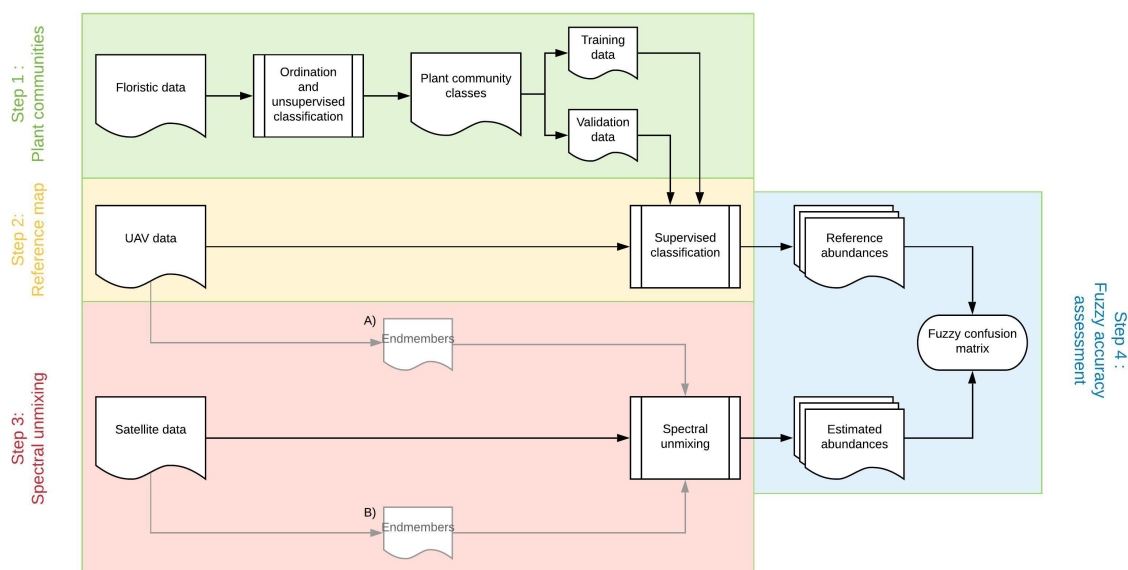 Step 1 :
Plant communities
Floristic data
Ordination
and
unsupervised
classification
Plant community
classes
Training
data
Validation
data
Step 2:
Reference map
UAV data
Supervised
classification
Reference
abundances
Step 3:
Spectral unmixing
A)
Endmembers
Satellite data
Spectral
unmixing
Estimated
abundances
B)
Endmembers
Fuzzy confusion
matrix
Step 4 :
Fuzzy accuracy
assessment